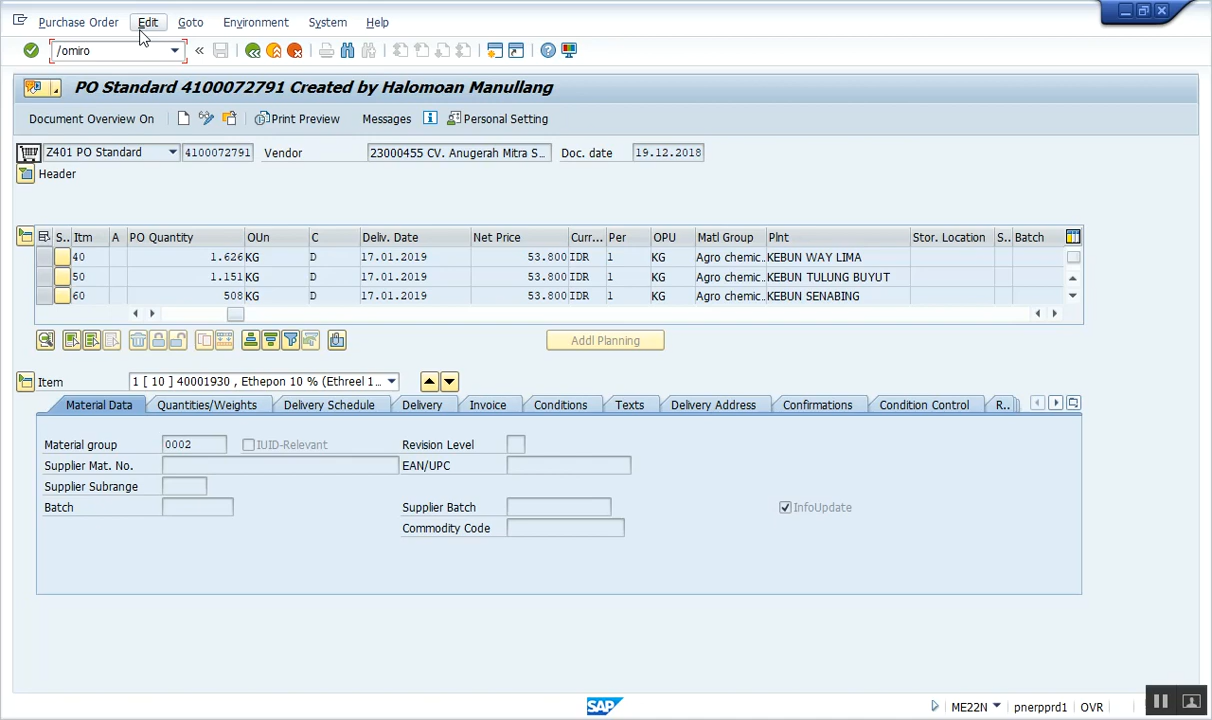 Purchase Order Edit Goto Environment System Help
/omiro
PO Standard 4100072791 Created by Halomoan Manullang
Document Overview On Print Preview Messages Personal Setting
Z401 PO Standard 4100072791 Vendor 23000455 CV. Anugerah Mitra S... Doc. date 19.12.2018
Header
S.. Itm A PO Quantity OUn C Deliv. Date Net Price Curr... Per OPU Matl Group Plnt Stor. Location S.. Batch
40 1.626 KG D 17.01.2019 53.800 IDR 1 KG Agro chemic.. KEBUN WAY LIMA
50 1.151 KG D 17.01.2019 53.800 IDR 1 KG Agro chemic.. KEBUN TULUNG BUYUT
60 508 KG D 17.01.2019 53.800 IDR 1 KG Agro chemic.. KEBUN SENABING
Addl Planning
Item 1 [ 10 ] 40001930 , Ethepon 10 % (Ethreel 1...
Material Data Quantities/Weights Delivery Schedule Delivery Invoice Conditions Texts Delivery Address Confirmations Condition Control R..
Material group 0002 IUID-Relevant Revision Level
Supplier Mat. No. EAN/UPC
Supplier Subrange
Batch Supplier Batch InfoUpdate
Commodity Code
SAP ME22N pnerpprd1 OVR